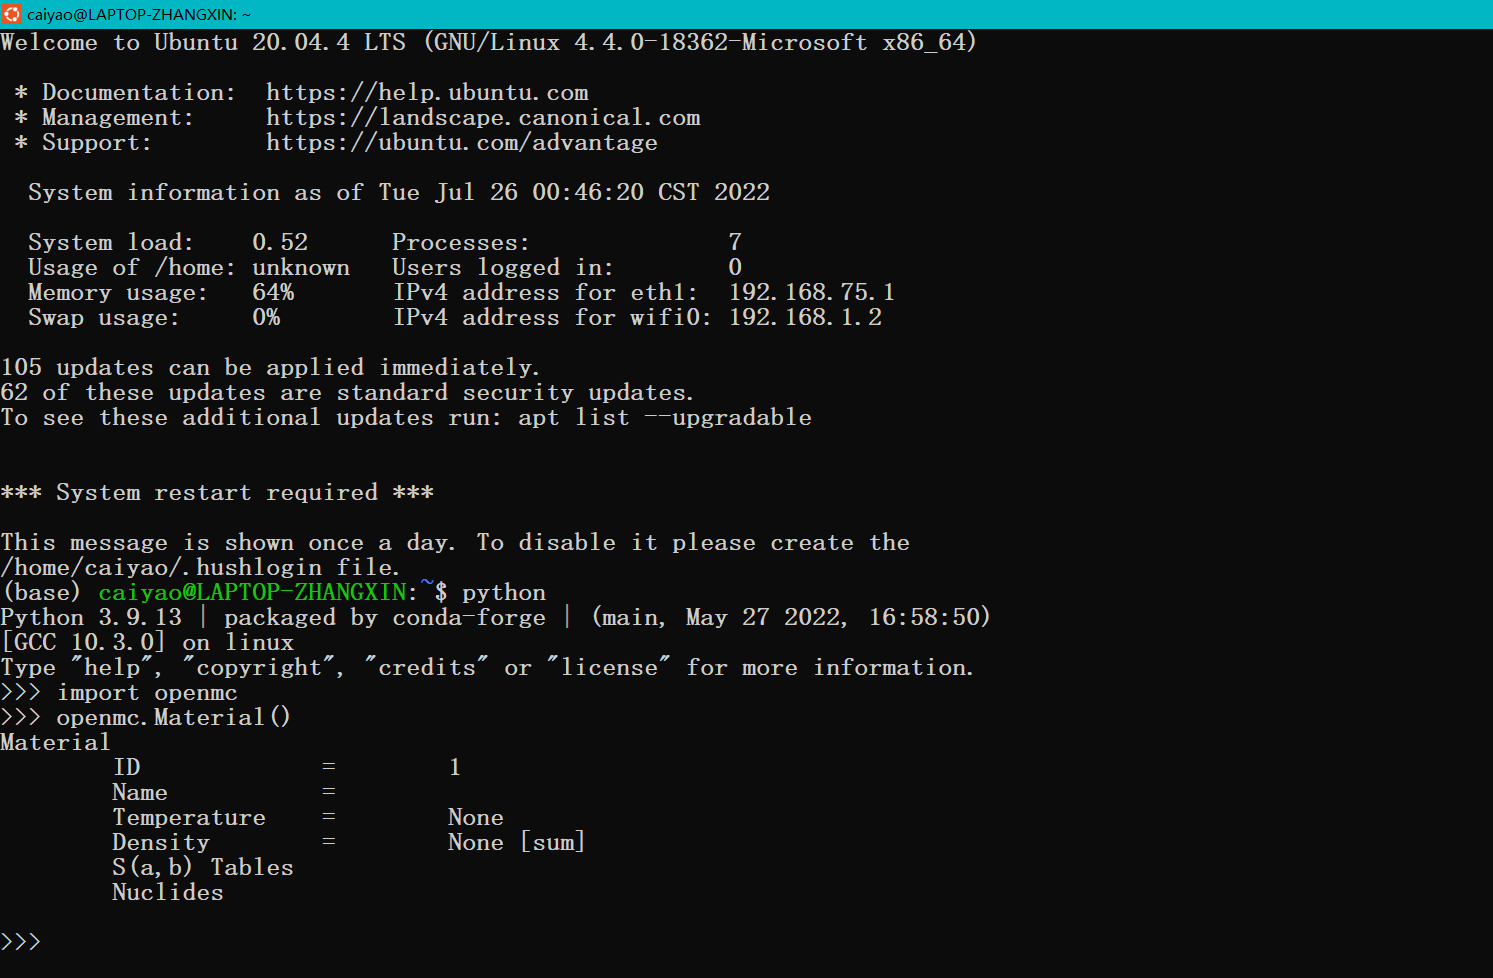 caiyao@LAPTOP-ZHANGXIN: ~
Welcome to Ubuntu 20.04.4 LTS (GNU/Linux 4.4.0-18362-Microsoft x86_64)
* Documentation:  https://help.ubuntu.com
* Management:     https://landscape.canonical.com
* Support:        https://ubuntu.com/advantage
System information as of Tue Jul 26 00:46:20 CST 2022
System load:    0.52      Processes:              7
Usage of /home: unknown   Users logged in:        0
Memory usage:   64%       IPv4 address for eth1:  192.168.75.1
Swap usage:     0%        IPv4 address for wifi0: 192.168.1.2
105 updates can be applied immediately.
62 of these updates are standard security updates.
To see these additional updates run: apt list --upgradable
*** System restart required ***
This message is shown once a day. To disable it please create the
/home/caiyao/.hushlogin file.
(base) caiyao@LAPTOP-ZHANGXIN:~$ python
Python 3.9.13 | packaged by conda-forge | (main, May 27 2022, 16:58:50)
[GCC 10.3.0] on linux
Type "help", "copyright", "credits" or "license" for more information.
>>> import openmc
>>> openmc.Material()
Material
ID             =        1
Name           =
Temperature    =        None
Density        =        None [sum]
S(a,b) Tables
Nuclides
>>>